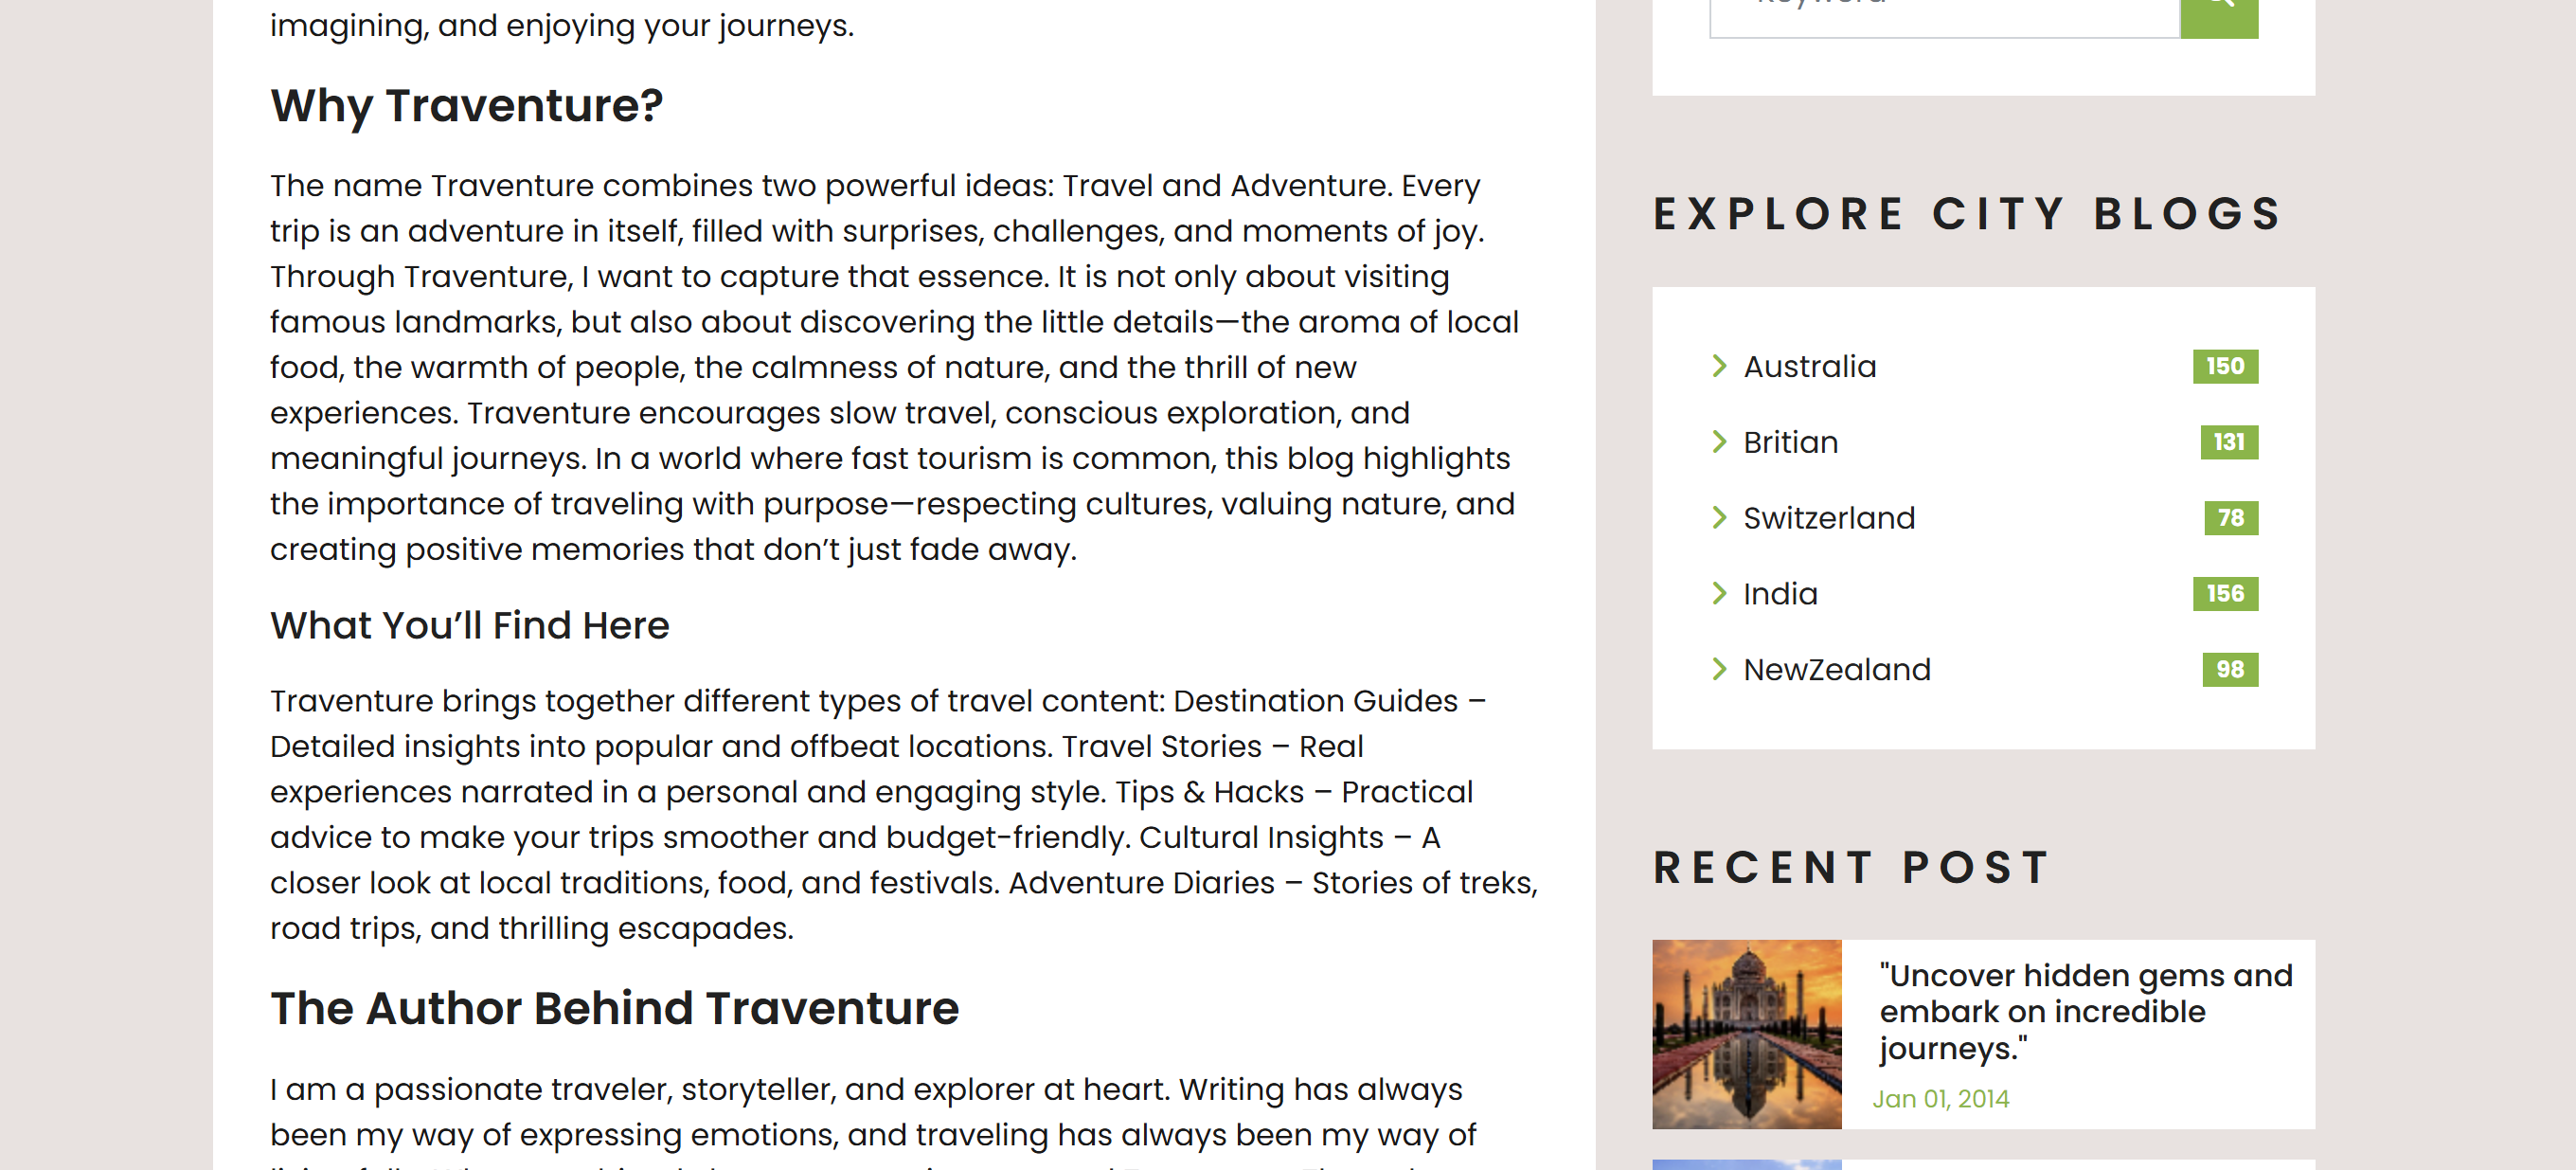 imagining, and enjoying your journeys.
Why Traventure?
The name Traventure combines two powerful ideas: Travel and Adventure. Every
trip is an adventure in itself, filled with surprises, challenges, and moments of joy.
Through Traventure, I want to capture that essence. It is not only about visiting
famous landmarks, but also about discovering the little details—the aroma of local
food, the warmth of people, the calmness of nature, and the thrill of new
experiences. Traventure encourages slow travel, conscious exploration, and
meaningful journeys. In a world where fast tourism is common, this blog highlights
the importance of traveling with purpose—respecting cultures, valuing nature, and
creating positive memories that don’t just fade away.
What You’ll Find Here
Traventure brings together different types of travel content: Destination Guides –
Detailed insights into popular and offbeat locations. Travel Stories – Real
experiences narrated in a personal and engaging style. Tips & Hacks – Practical
advice to make your trips smoother and budget-friendly. Cultural Insights – A
closer look at local traditions, food, and festivals. Adventure Diaries – Stories of treks,
road trips, and thrilling escapades.
The Author Behind Traventure
I am a passionate traveler, storyteller, and explorer at heart. Writing has always
been my way of expressing emotions, and traveling has always been my way of
EXPLORE CITY BLOGS
Australia 150
Britian 131
Switzerland 78
India 156
NewZealand 98
RECENT POST
"Uncover hidden gems and
embark on incredible
journeys."
Jan 01, 2014